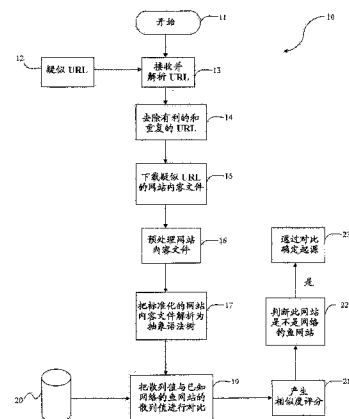 开始
11
10
12
疑似 URL
接收并
解析 URL
13
去除有利的和
重复的 URL
14
下载疑似 URL
的网站内容文件
15
预处理网站
内容文件
16
把标准化的网站
内容文件解析为
抽象语法树
17
20
把散列值与已知
网络钓鱼网站的
散列值进行对比
19
产生
相似度评分
21
判断此网站
是不是网络钓
鱼网站
是
通过对比
确定起源
23